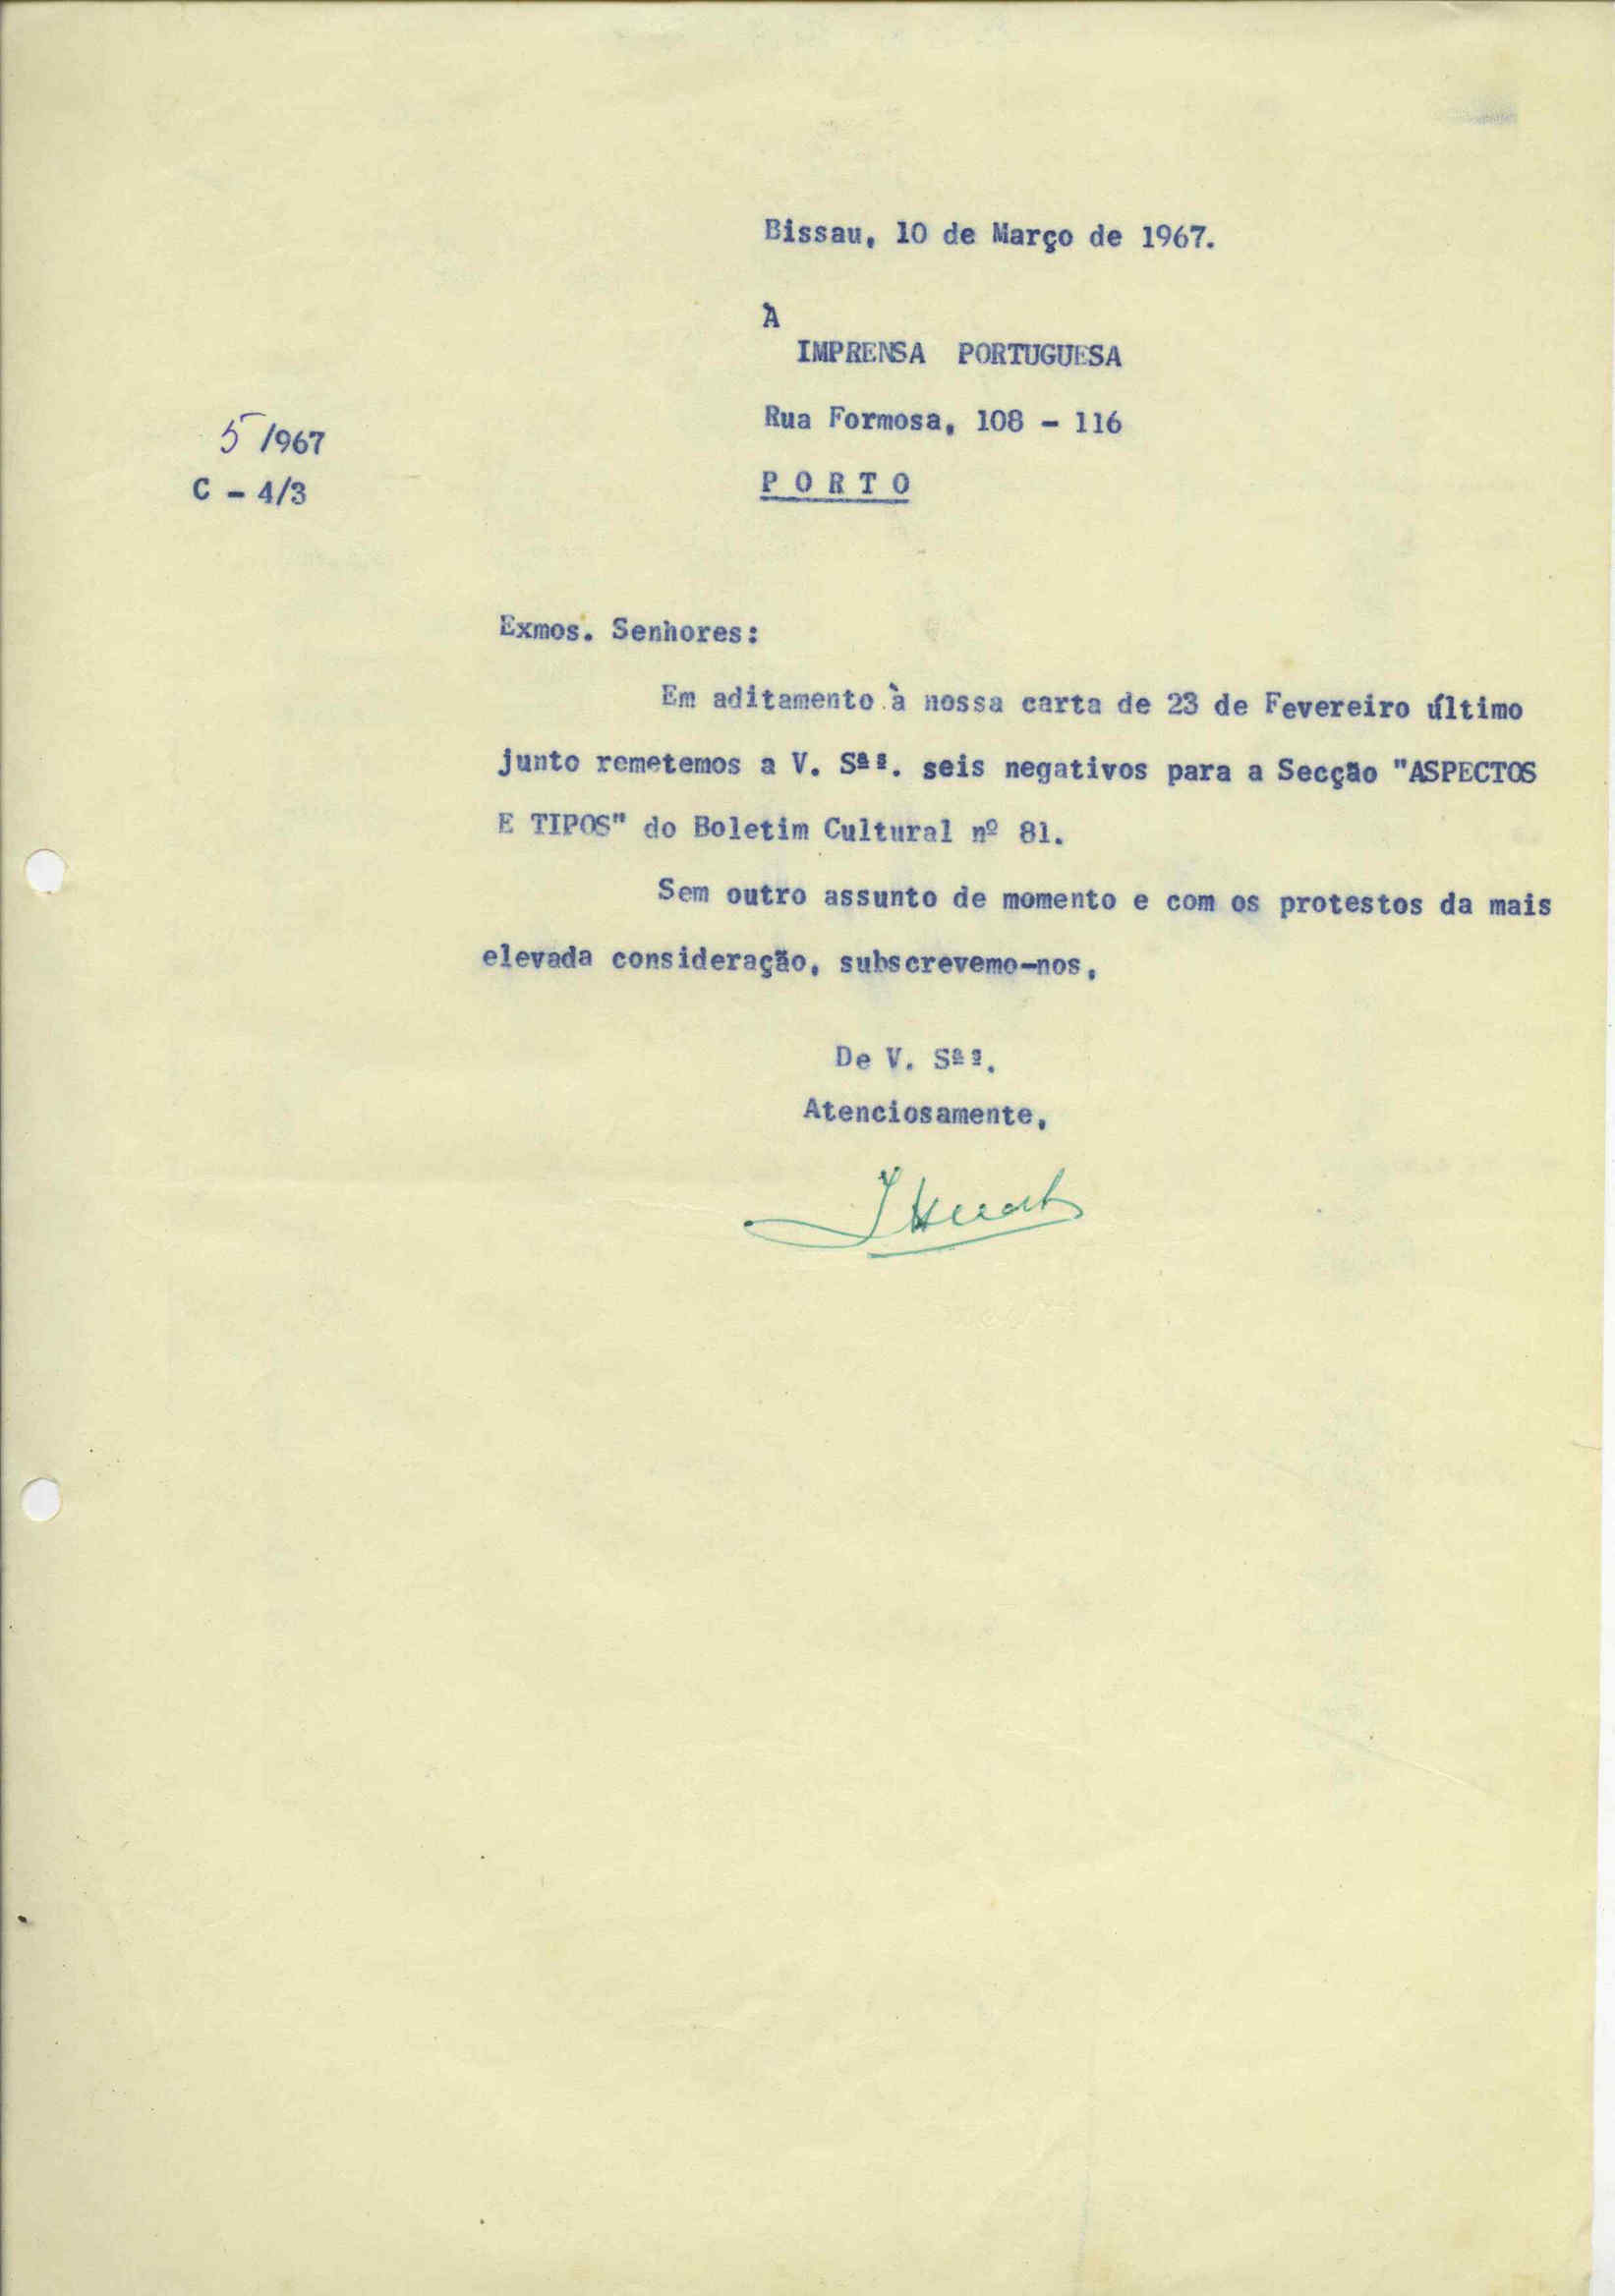 Bissau, 10 de Março de 1967.
À
IMPRENSA PORTUGUESA
Rua Formosa, 108 - 116
5/967
C - 4/3
PORTO
Exmos. Senhores:
Em aditamento à nossa carta de 23 de Fevereiro último
junto remetemos a V. Sªˢ. seis negativos para a Secção "ASPECTOS
E TIPOS" do Boletim Cultural nº 81.
Sem outro assunto de momento e com os protestos da mais
elevada consideração, subscrevemo-nos,
De V. Sªˢ.
Atenciosamente,